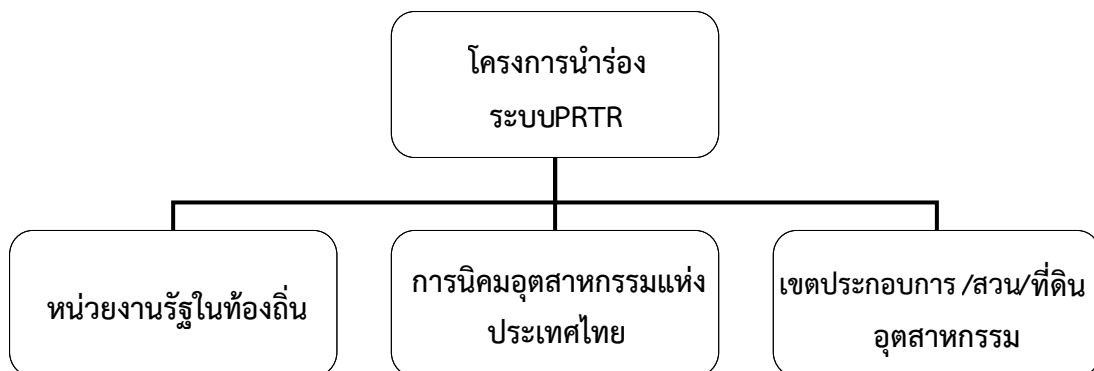 โครงการนำร่อง
ระบบPRTR
หน่วยงานรัฐในท้องถิ่น
การนิคมอุตสาหกรรมแห่ง
ประเทศไทย
เขตประกอบการ /สวน/ที่ดิน
อุตสาหกรรม